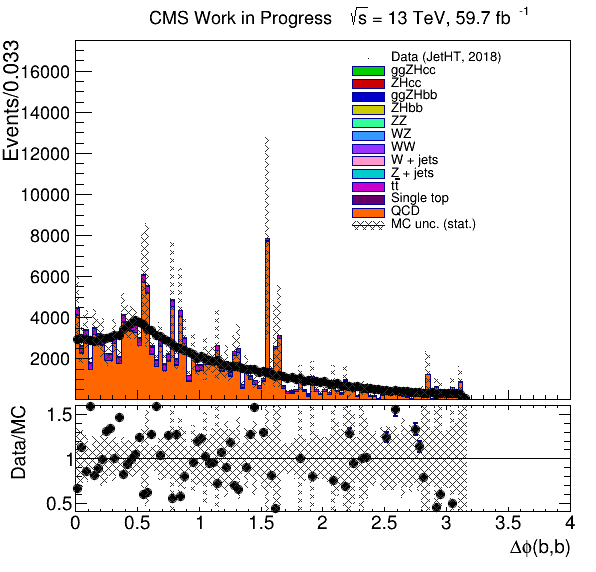 CMS Work in Progress √s = 13 TeV, 59.7 fb⁻¹
Events/0.033
16000
14000
12000
10000
8000
6000
4000
2000
Data (JetHT, 2018)
ggZHcc
ZHcc
ggZHbb
ZHbb
ZZ
WZ
WW
W + jets
Z + jets
tt̅
Single top
QCD
MC unc. (stat.)
Data/MC
1.5
1
0.5
0 0.5 1 1.5 2 2.5 3 3.5 4
Δϕ(b,b)